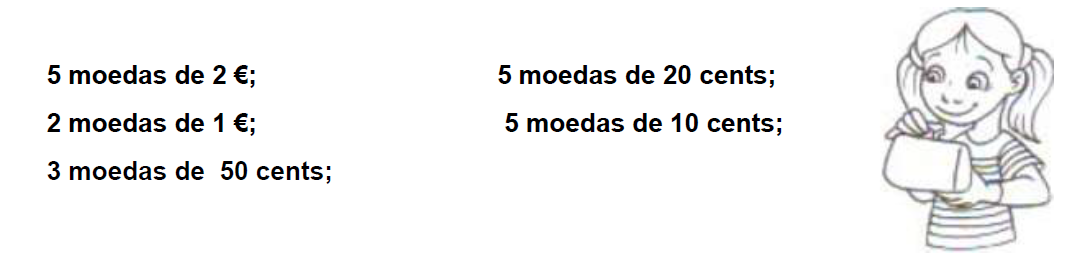 5 moedas de 2 €;
2 moedas de 1 €;
3 moedas de 50 cents;
5 moedas de 20 cents;
5 moedas de 10 cents;